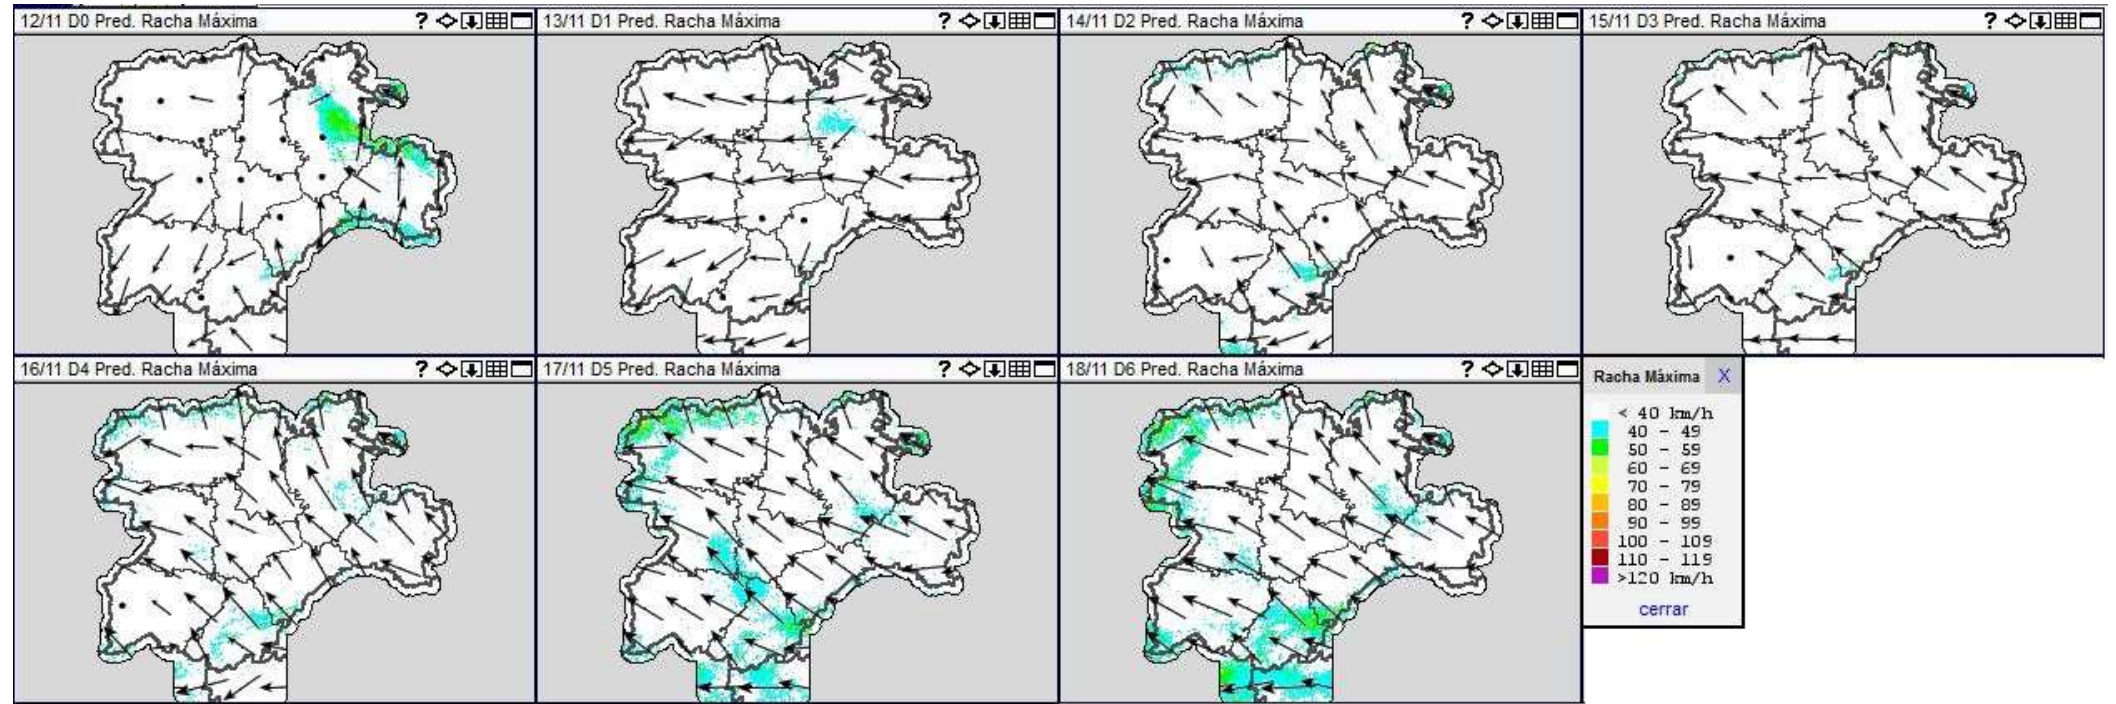 12/11 D0 Pred. Racha Máxima ?
13/11 D1 Pred. Racha Máxima ?
14/11 D2 Pred. Racha Máxima ?
15/11 D3 Pred. Racha Máxima ?
16/11 D4 Pred. Racha Máxima ?
17/11 D5 Pred. Racha Máxima ?
18/11 D6 Pred. Racha Máxima ?
Racha Máxima X
< 40 km/h
40 - 49
50 - 59
60 - 69
70 - 79
80 - 89
90 - 99
100 - 109
110 - 119
>120 km/h
cerrar